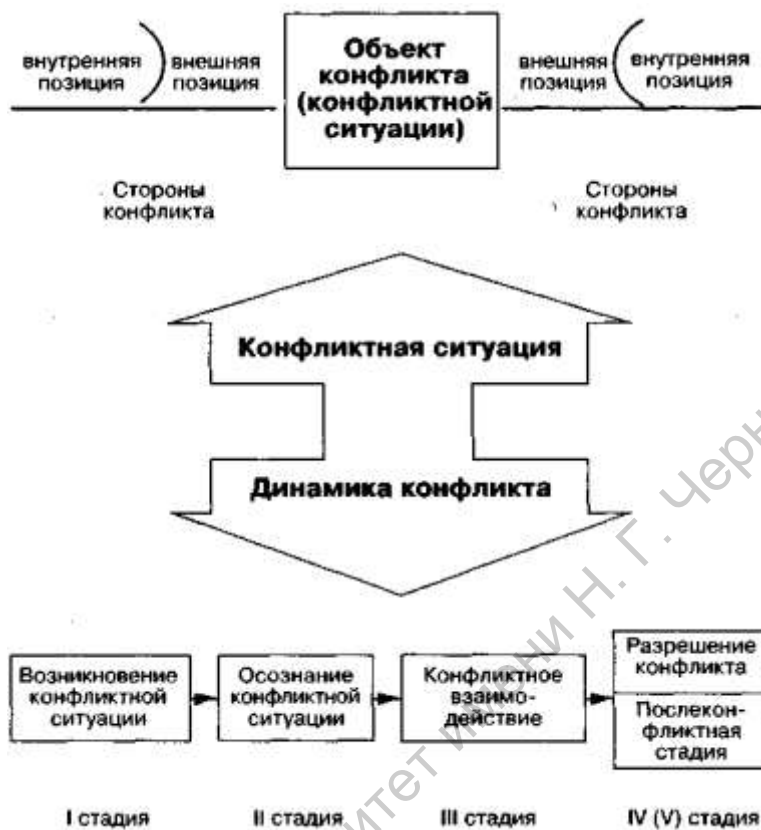 внутренняя
позиция
внешняя
позиция
Объект
конфликта
(конфликтной
ситуации)
внешняя
позиция
внутренняя
позиция
Стороны
конфликта
Стороны
конфликта
Конфликтная ситуация
Динамика конфликта
Возникновение
конфликтной
ситуации
Осознание
конфликтной
ситуации
Конфликтное
взаимо-
действие
Разрешение
конфликта
Послекон-
фликтная
стадия
I стадия
II стадия
III стадия
IV (V) стадия
имени Н. Г.